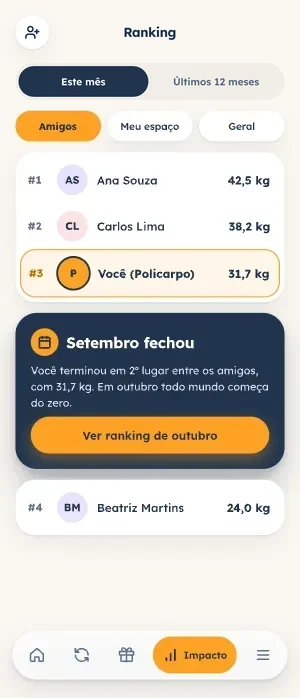 Ranking
Este mês
Últimos 12 meses
Amigos
Meu espaço
Geral
#1 AS Ana Souza 42,5 kg
#2 CL Carlos Lima 38,2 kg
#3 P Você (Policarpo) 31,7 kg
Setembro fechou
Você terminou em 2º lugar entre os amigos,
com 31,7 kg. Em outubro todo mundo começa
do zero.
Ver ranking de outubro
#4 BM Beatriz Martins 24,0 kg
Impacto